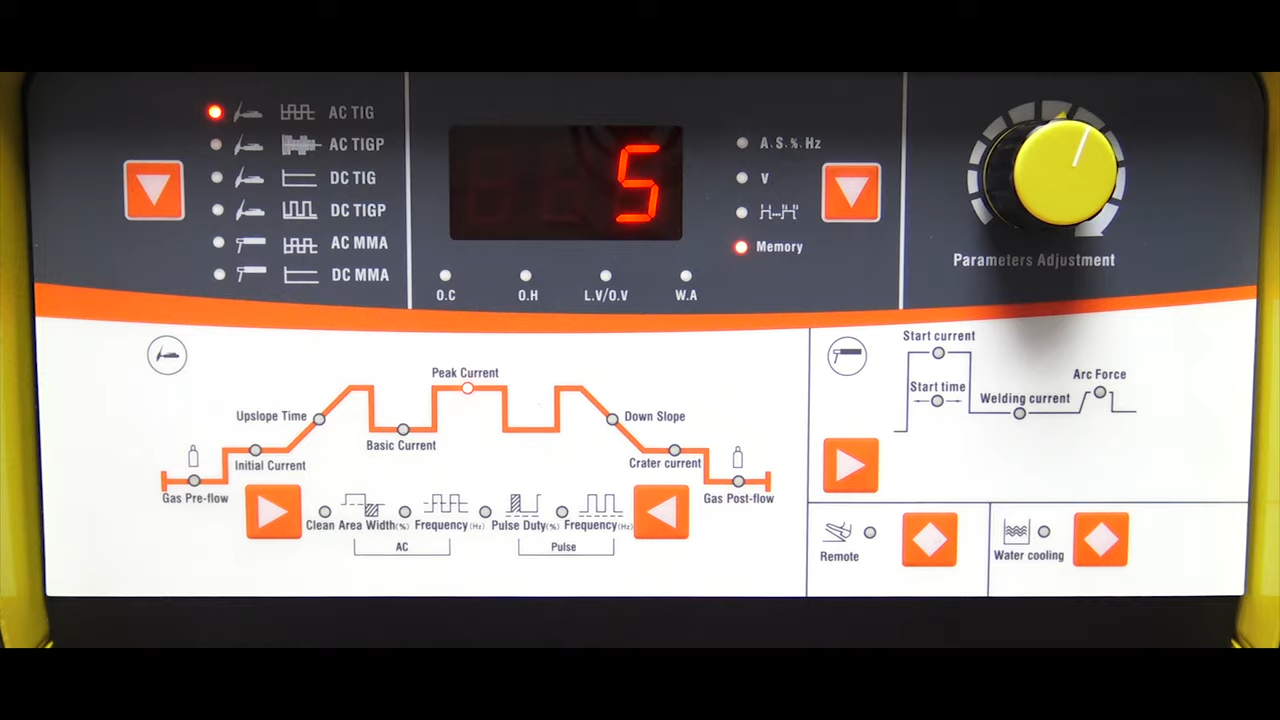 AC TIG
AC TIGP
DC TIG
DC TIGP
AC MMA
DC MMA
5
A.S.%.Hz
V
Memory
O.C
O.H
L.V/O.V
W.A
Parameters Adjustment
Peak Current
Upslope Time
Down Slope
Basic Current
Initial Current
Crater current
Gas Pre-flow
Gas Post-flow
Clean Area Width(%)
Frequency(Hz)
Pulse Duty(%)
Frequency(Hz)
AC
Pulse
Start current
Start time
Welding current
Arc Force
Remote
Water cooling